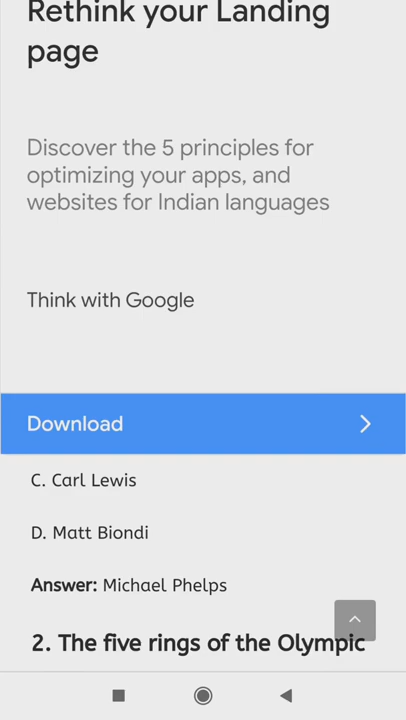 Rethink your Landing
page
Discover the 5 principles for
optimizing your apps, and
websites for Indian languages
Think with Google
Download
C. Carl Lewis
D. Matt Biondi
Answer: Michael Phelps
2. The five rings of the Olympic